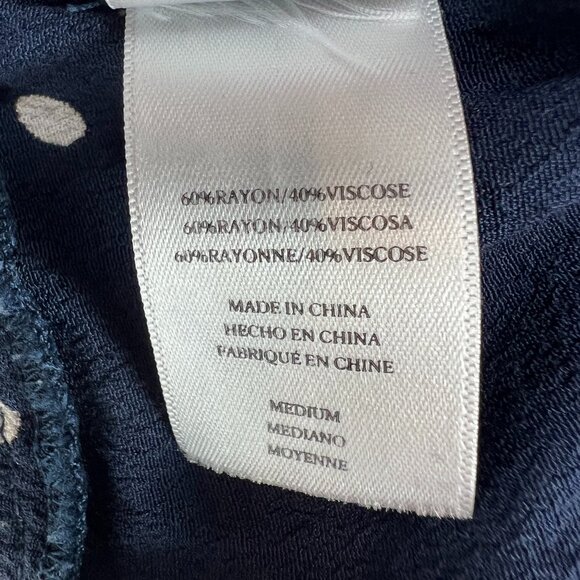 60%RAYON/40%VISCOSE
60%RAYON/40%VISCOSA
60%RAYONNE/40%VISCOSE
MADE IN CHINA
HECHO EN CHINA
FABRIQUÉ EN CHINE
MEDIUM
MEDIANO
MOYENNE